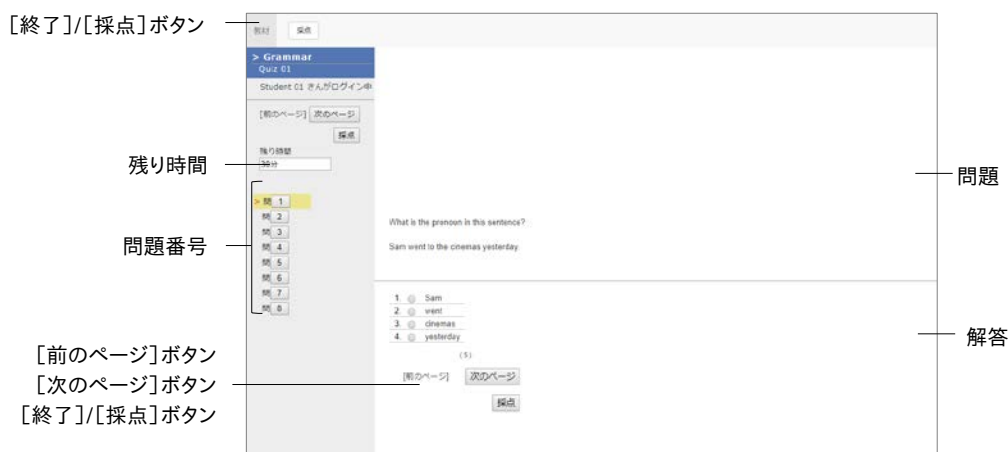 ［終了］/［採点］ボタン
教材 採点
> Grammar
Quiz 01
Student 01 さんがログイン中
[前のページ] 次のページ
採点
残り時間
残り時間
30分
問題
> 問 1
問 2
問 3
問 4
問 5
問 6
問 7
問 8
問題番号
What is the pronoun in this sentence?
Sam went to the cinemas yesterday.
1. Sam
2. went
3. cinemas
4. yesterday
(5)
解答
［前のページ］ボタン
［次のページ］ボタン
［終了］/［採点］ボタン
[前のページ] 次のページ
採点